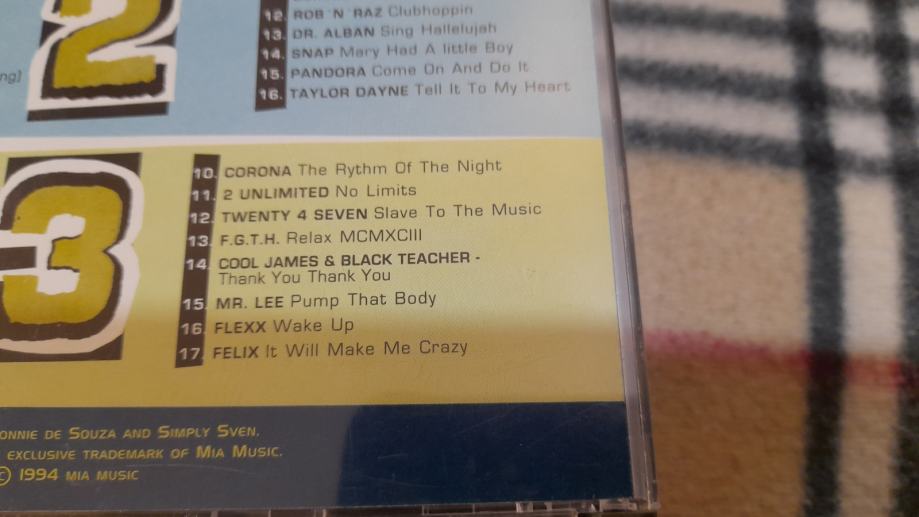 2
12. ROB 'N 'RAZ Clubhoppin
13. DR. ALBAN Sing Hallelujah
14. SNAP Mary Had A little Boy
15. PANDORA Come On And Do It
16. TAYLOR DAYNE Tell It To My Heart
ng]
3
10. CORONA The Rythm Of The Night
11. 2 UNLIMITED No Limits
12. TWENTY 4 SEVEN Slave To The Music
13. F.G.T.H. Relax MCMXCIII
14. COOL JAMES & BLACK TEACHER -
Thank You Thank You
15. MR. LEE Pump That Body
16. FLEXX Wake Up
17. FELIX It Will Make Me Crazy
ONNIE DE SOUZA AND SIMPLY SVEN.
EXCLUSIVE TRADEMARK OF MIA MUSIC.
© 1994 MIA MUSIC